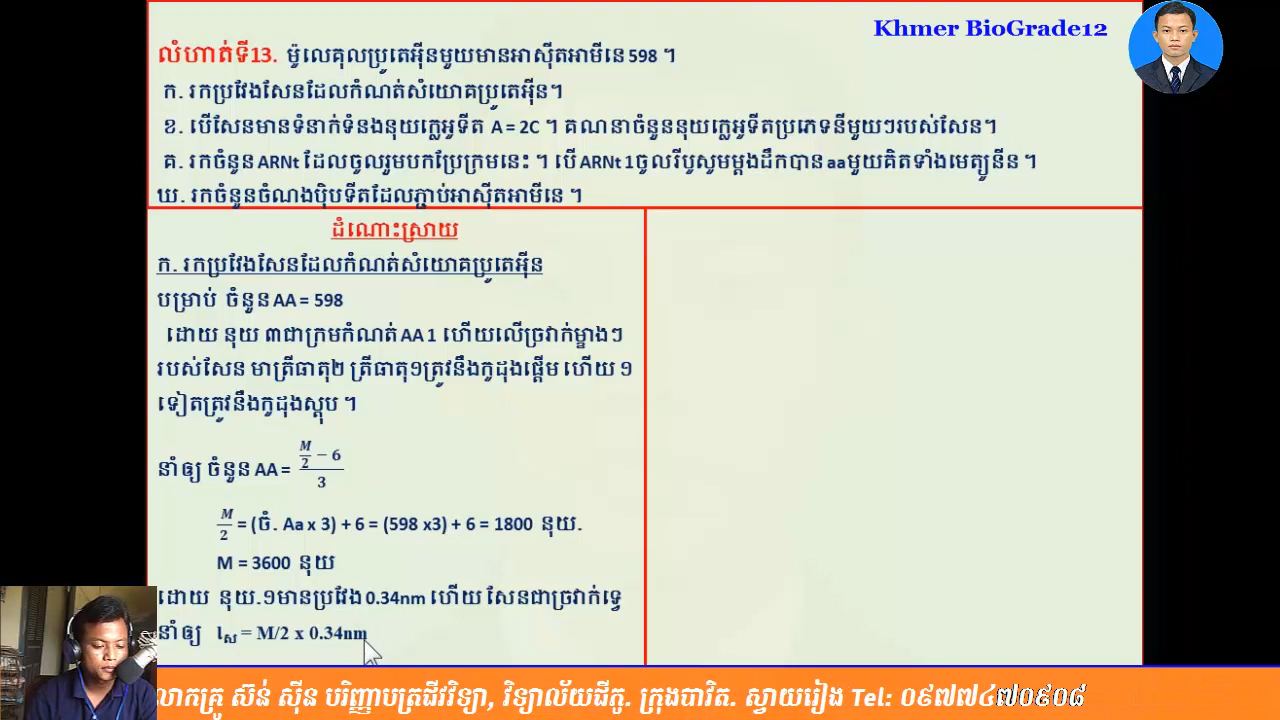 Khmer BioGrade12
លំហាត់ទី13. ម៉ូលេគុលប្រូតេអ៊ីនមួយមានអាស៊ីតអាមីនេ 598 ។
ក. រកប្រវែងសែនដែលកំណត់សំយោគប្រូតេអ៊ីន។
ខ. បើសែនមានទំនាក់ទំនងនុយក្លេអូទីត A = 2C ។ គណនាចំនួននុយក្លេអូទីតប្រភេទនីមួយៗរបស់សែន។
គ. រកចំនួន ARNt ដែលចូលរួមបកប្រែក្រមនេះ ។ បើ ARNt 1ចូលរីបូសូមម្តងដឹកបាន aaមួយគិតទាំងមេត្យូនីន ។
ឃ. រកចំនួនចំណងប៉ិបទីតដែលភ្ជាប់អាស៊ីតអាមីនេ ។
ដំណោះស្រាយ
ក. រកប្រវែងសែនដែលកំណត់សំយោគប្រូតេអ៊ីន
បម្រាប់ ចំនួន AA = 598
ដោយ នុយ ៣ជាក្រមកំណត់ AA 1 ហើយលើច្រវាក់ម្ខាងៗ
របស់សែន មាត្រីធាតុ២ ត្រីធាតុ១ត្រូវនឹងកូដុងផ្តើម ហើយ ១
ទៀតត្រូវនឹងកូដុងស្តុប ។
នាំឲ្យ ចំនួន AA = (M/2 − 6)/3
M/2 = (ចំ. Aa x 3) + 6 = (598 x3) + 6 = 1800 នុយ.
M = 3600 នុយ
ដោយ នុយ.១មានប្រវែង 0.34nm ហើយ សែនជាច្រវាក់ទ្វេ
នាំឲ្យ lស = M/2 x 0.34nm
លោកគ្រូ ស៊ន់ ស៊ីន បរិញ្ញាបត្រជីវវិទ្យា, វិទ្យាល័យជីភូ. ក្រុងបាវិត. ស្វាយរៀង Tel: ០៩៧៧៤៧០៩០៨